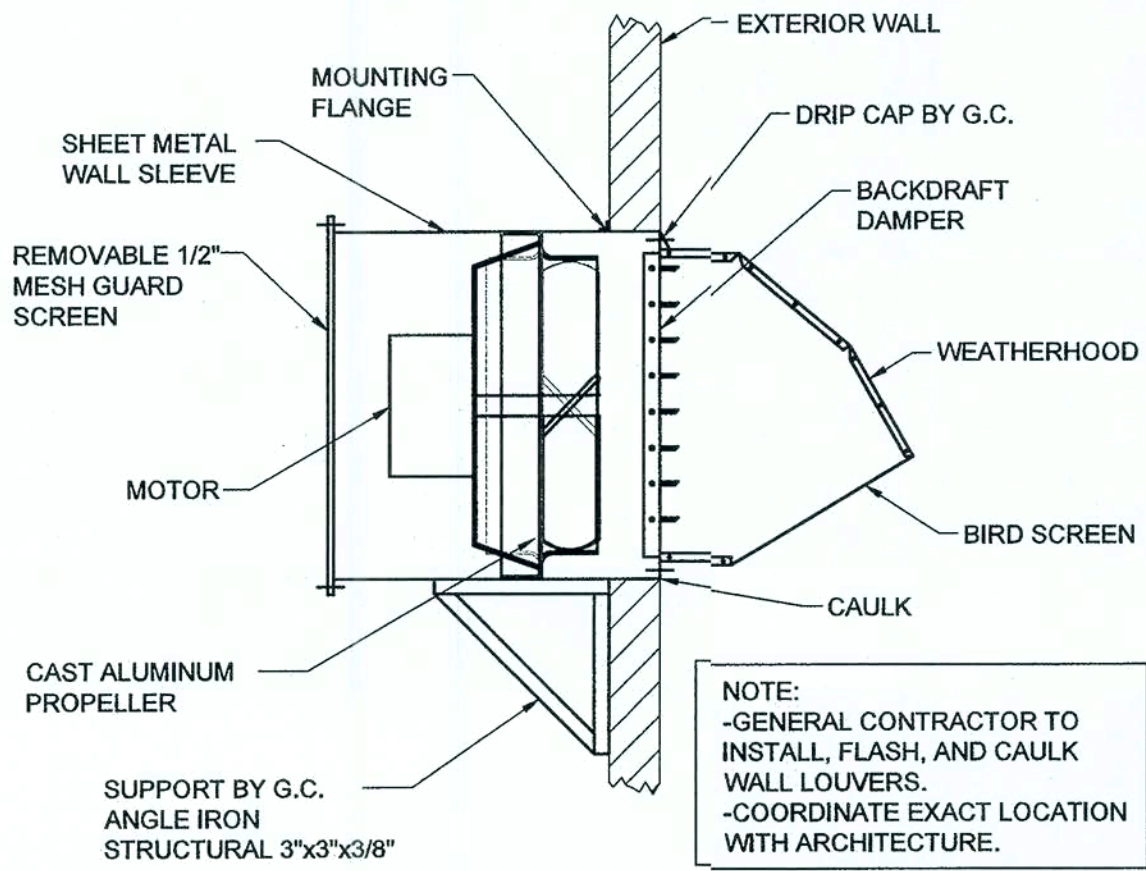 EXTERIOR WALL
MOUNTING
FLANGE
DRIP CAP BY G.C.
SHEET METAL
WALL SLEEVE
BACKDRAFT
DAMPER
REMOVABLE 1/2"
MESH GUARD
SCREEN
WEATHERHOOD
MOTOR
BIRD SCREEN
CAULK
CAST ALUMINUM
PROPELLER
SUPPORT BY G.C.
ANGLE IRON
STRUCTURAL 3"x3"x3/8"
NOTE:
-GENERAL CONTRACTOR TO
INSTALL, FLASH, AND CAULK
WALL LOUVERS.
-COORDINATE EXACT LOCATION
WITH ARCHITECTURE.